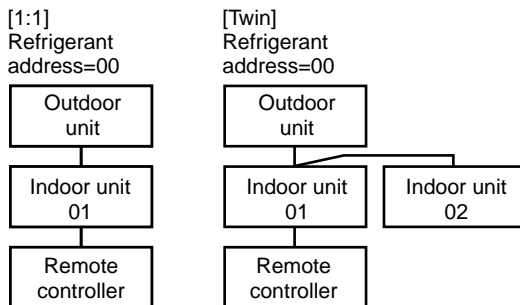 [1:1]
Refrigerant
address=00
Outdoor
unit
Indoor unit
01
Remote
controller
[Twin]
Refrigerant
address=00
Outdoor
unit
Indoor unit
01
Indoor unit
02
Remote
controller